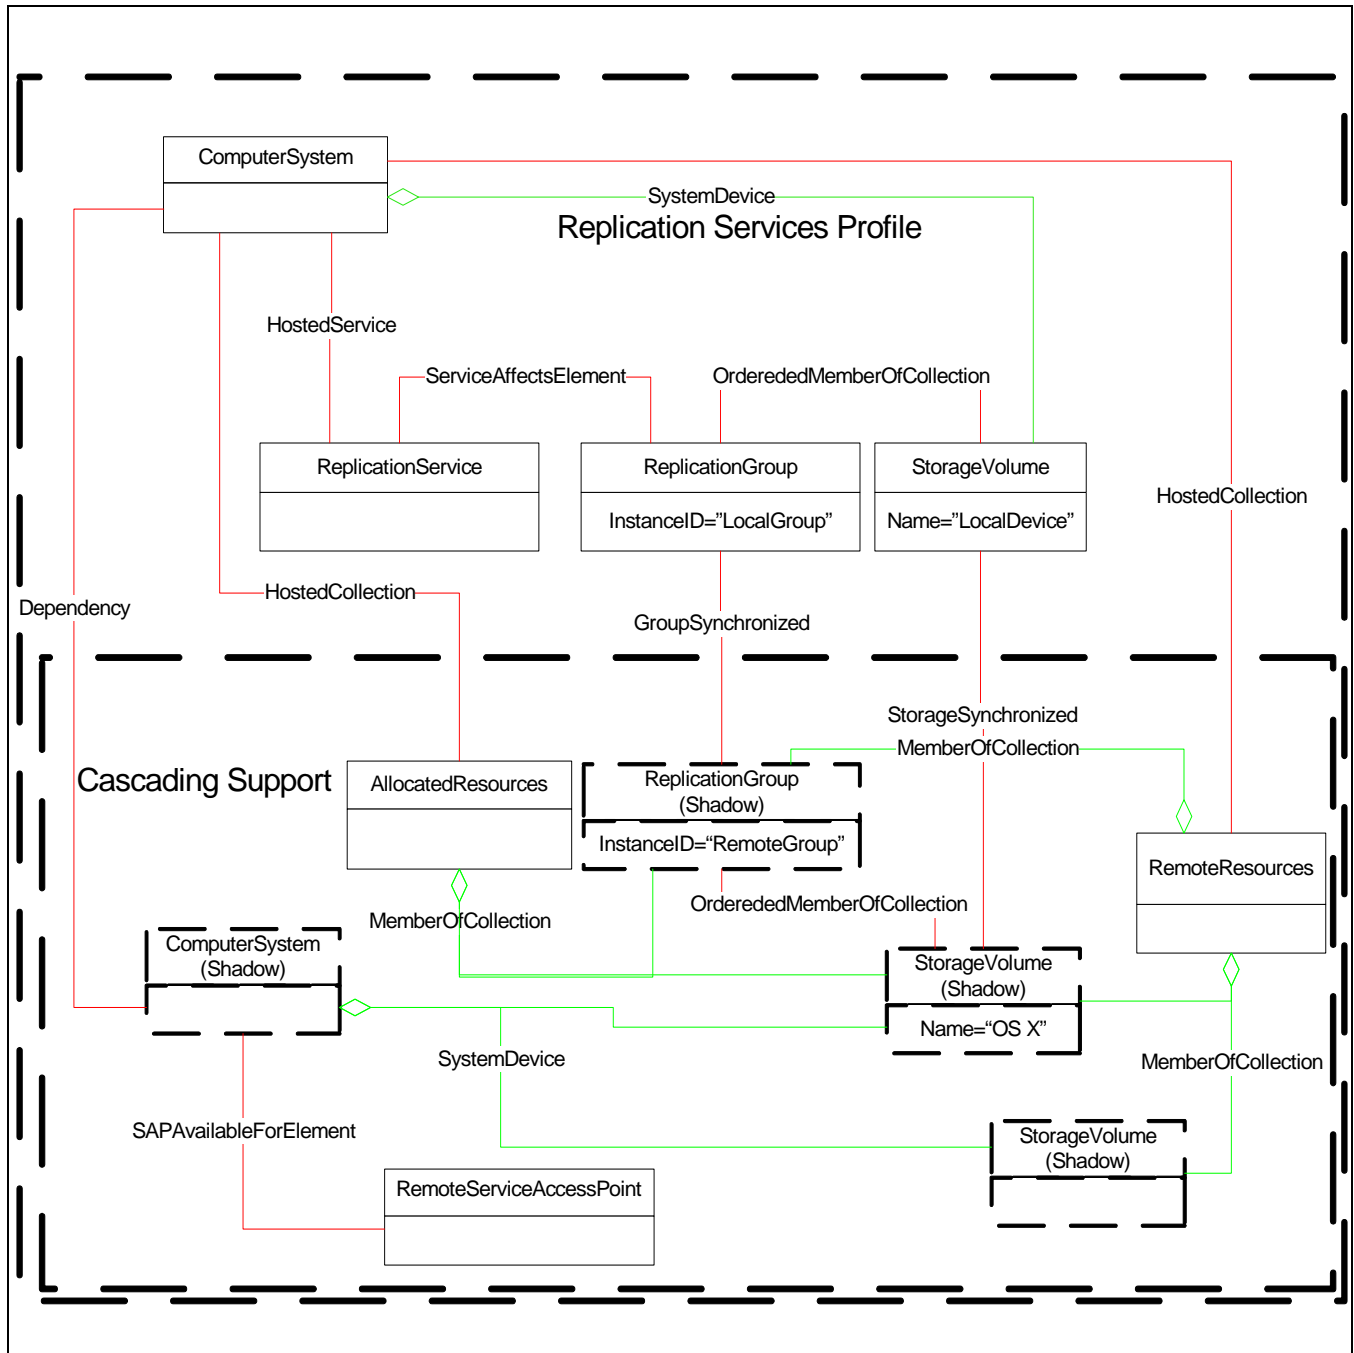 ComputerSystem
SystemDevice
Replication Services Profile
HostedService
ServiceAffectsElement
OrderededMemberOfCollection
ReplicationService
ReplicationGroup
StorageVolume
InstanceID=”LocalGroup”
Name=”LocalDevice”
HostedCollection
HostedCollection
Dependency
GroupSynchronized
StorageSynchronized
MemberOfCollection
Cascading Support
AllocatedResources
ReplicationGroup
(Shadow)
InstanceID=”RemoteGroup”
RemoteResources
OrderededMemberOfCollection
MemberOfCollection
ComputerSystem
(Shadow)
StorageVolume
(Shadow)
Name=“OS X”
SystemDevice
MemberOfCollection
SAPAvailableForElement
StorageVolume
(Shadow)
RemoteServiceAccessPoint